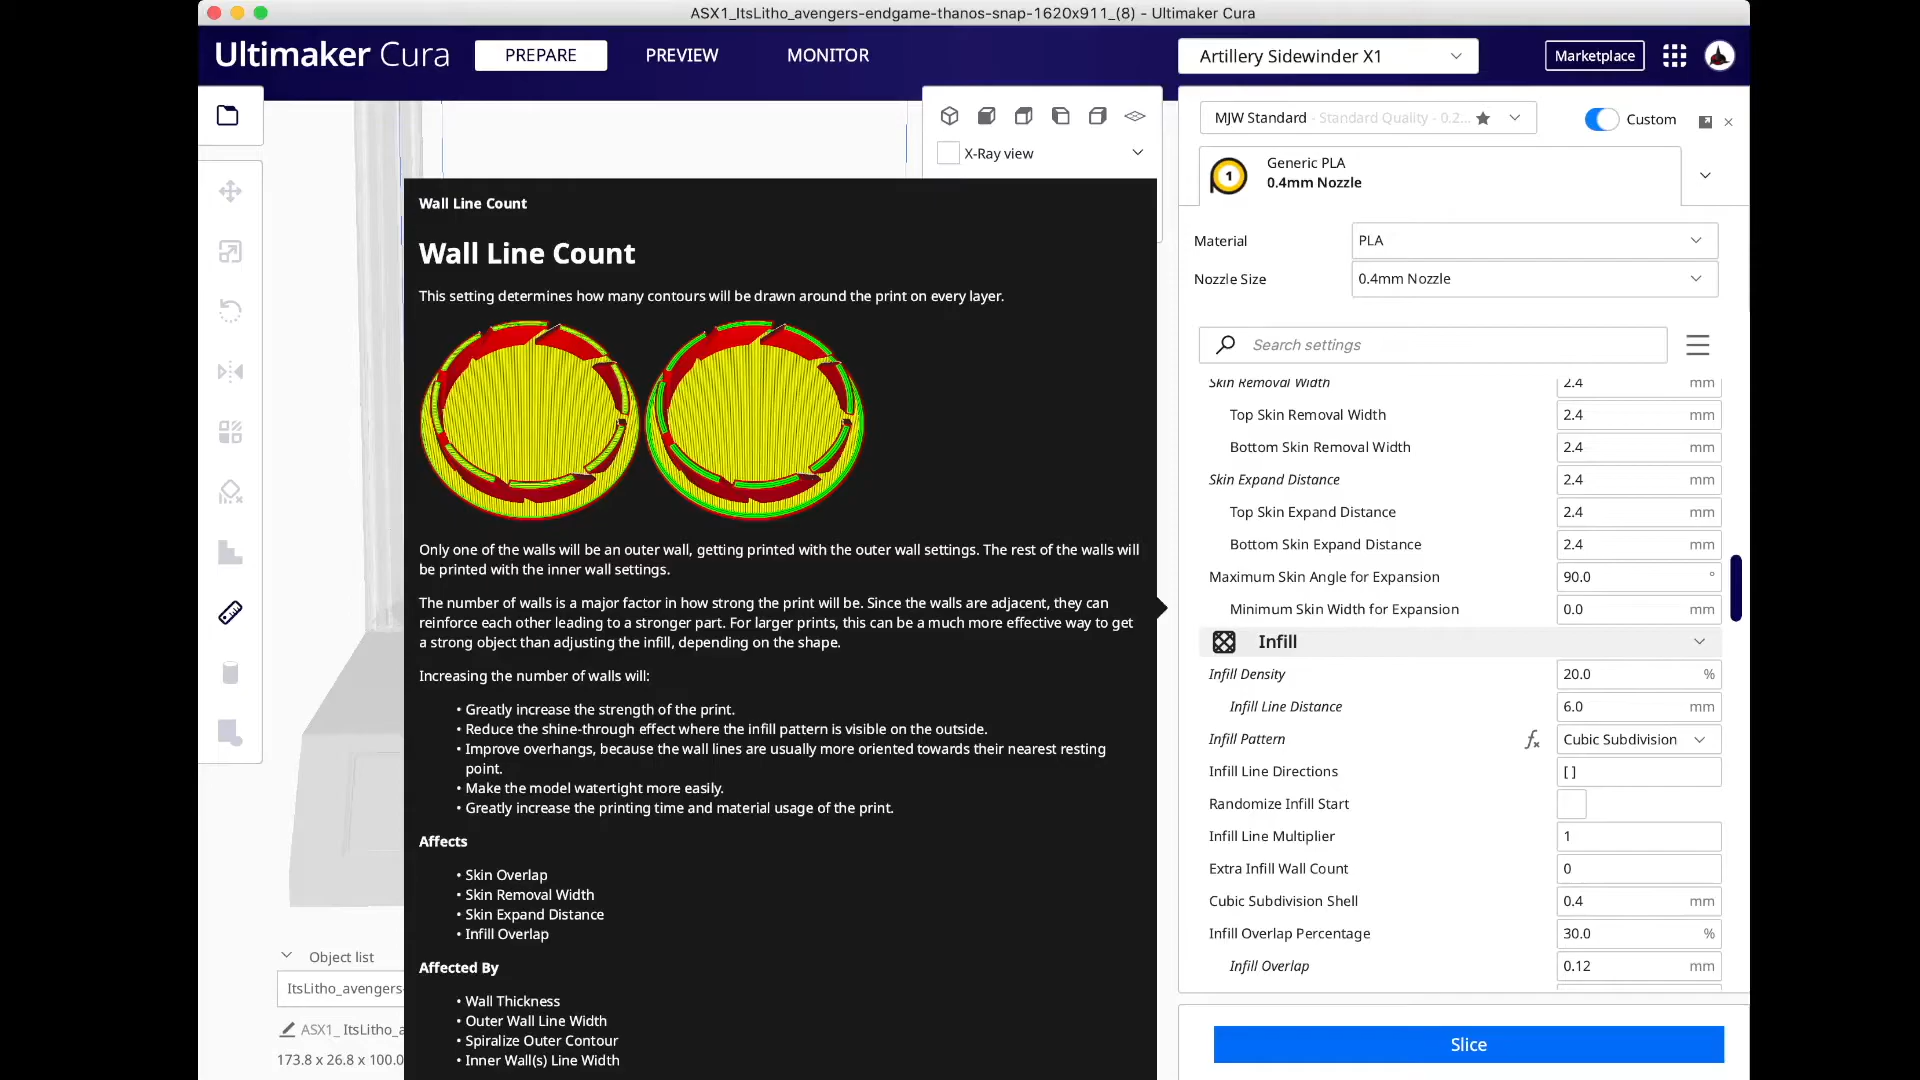 ASX1_ItsLitho_avengers-endgame-thanos-snap-1620x911_(8) - Ultimaker Cura
Ultimaker Cura
PREPARE
PREVIEW
MONITOR
Artillery Sidewinder X1
Marketplace
MJW Standard - Standard Quality - 0.2...
Custom
X-Ray view
1
Generic PLA
0.4mm Nozzle
Material
PLA
Nozzle Size
0.4mm Nozzle
Search settings
Wall Line Count
Wall Line Count
This setting determines how many contours will be drawn around the print on every layer.
Only one of the walls will be an outer wall, getting printed with the outer wall settings. The rest of the walls will
be printed with the inner wall settings.
The number of walls is a major factor in how strong the print will be. Since the walls are adjacent, they can
reinforce each other leading to a stronger part. For larger prints, this can be a much more effective way to get
a strong object than adjusting the infill, depending on the shape.
Increasing the number of walls will:
• Greatly increase the strength of the print.
• Reduce the shine-through effect where the infill pattern is visible on the outside.
• Improve overhangs, because the wall lines are usually more oriented towards their nearest resting
point.
• Make the model watertight more easily.
• Greatly increase the printing time and material usage of the print.
Affects
• Skin Overlap
• Skin Removal Width
• Skin Expand Distance
• Infill Overlap
Affected By
• Wall Thickness
• Outer Wall Line Width
• Spiralize Outer Contour
• Inner Wall(s) Line Width
Skin Removal Width 2.4 mm
Top Skin Removal Width 2.4 mm
Bottom Skin Removal Width 2.4 mm
Skin Expand Distance 2.4 mm
Top Skin Expand Distance 2.4 mm
Bottom Skin Expand Distance 2.4 mm
Maximum Skin Angle for Expansion 90.0 °
Minimum Skin Width for Expansion 0.0 mm
Infill
Infill Density 20.0 %
Infill Line Distance 6.0 mm
Infill Pattern fx Cubic Subdivision
Infill Line Directions [ ]
Randomize Infill Start
Infill Line Multiplier 1
Extra Infill Wall Count 0
Cubic Subdivision Shell 0.4 mm
Infill Overlap Percentage 30.0 %
Infill Overlap 0.12 mm
Slice
Object list
ItsLitho_avengers-
ASX1_ ItsLitho_a
173.8 x 26.8 x 100.0